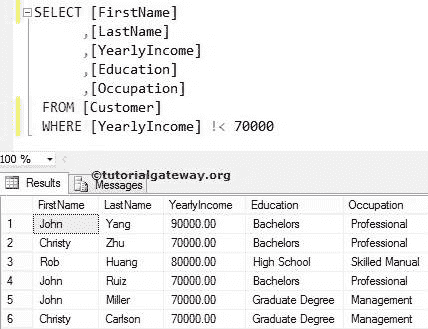 SELECT [FirstName]
,[LastName]
,[YearlyIncome]
,[Education]
,[Occupation]
FROM [Customer]
WHERE [YearlyIncome] !< 70000
100 %
©tutorialgateway.org
Results Messages
FirstName LastName YearlyIncome Education Occupation
1 John Yang 90000.00 Bachelors Professional
2 Christy Zhu 70000.00 Bachelors Professional
3 Rob Huang 80000.00 High School Skilled Manual
4 John Ruiz 70000.00 Bachelors Professional
5 John Miller 70000.00 Graduate Degree Management
6 Christy Carlson 70000.00 Graduate Degree Management